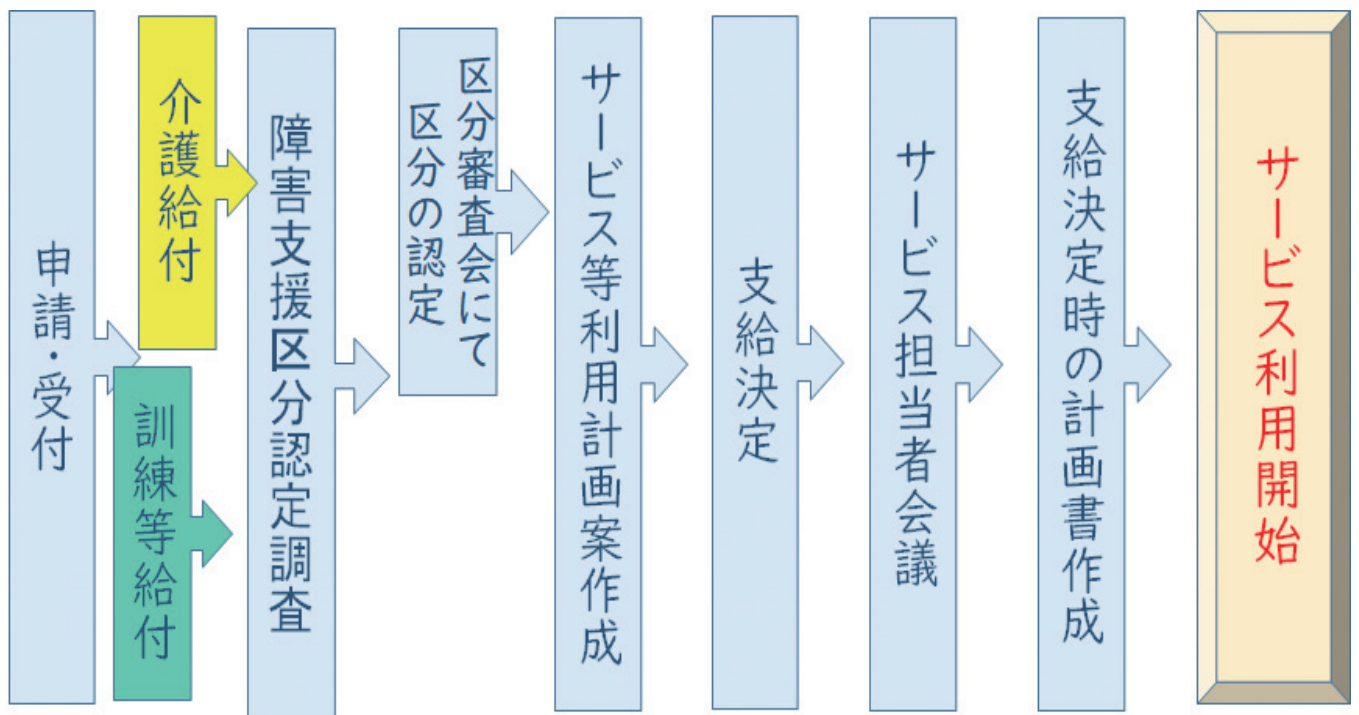 申請・受付
介護給付
訓練等給付
障害支援区分認定調査
区分審査会にて
区分の認定
サービス等利用計画案作成
支給決定
サービス担当者会議
支給決定時の計画書作成
サービス利用開始